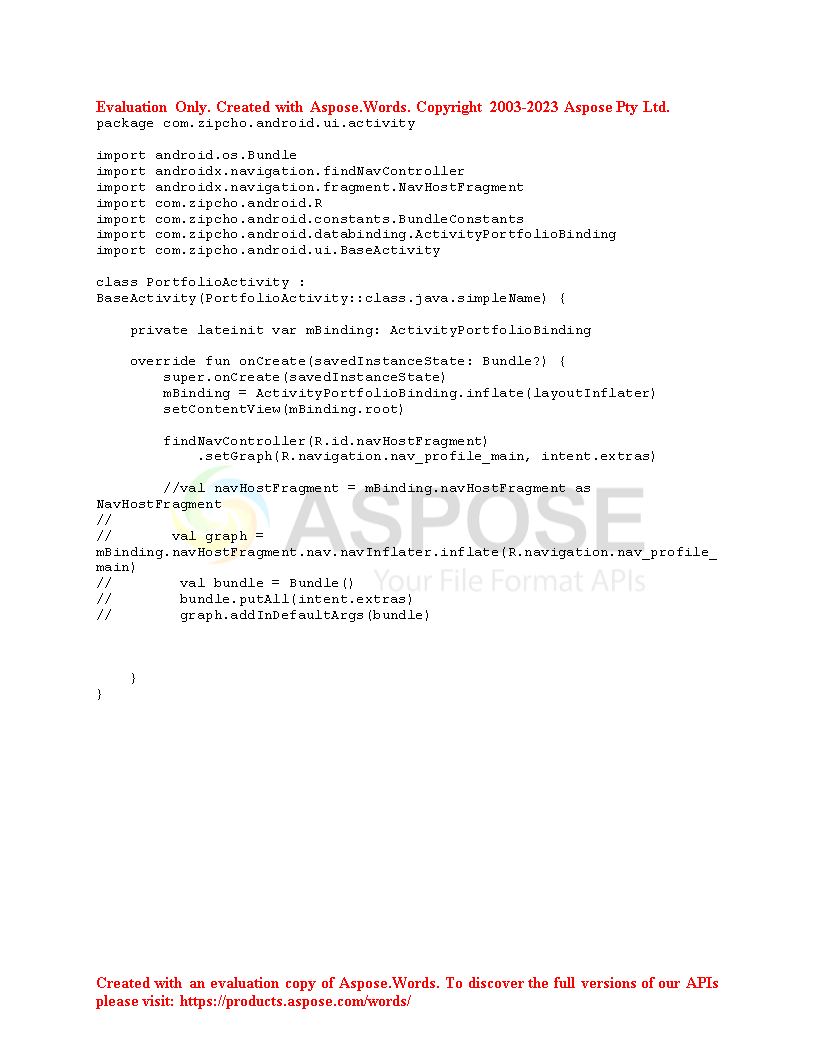 Evaluation Only. Created with Aspose.Words. Copyright 2003-2023 Aspose Pty Ltd.
package com.zipcho.android.ui.activity

import android.os.Bundle
import androidx.navigation.findNavController
import androidx.navigation.fragment.NavHostFragment
import com.zipcho.android.R
import com.zipcho.android.constants.BundleConstants
import com.zipcho.android.databinding.ActivityPortfolioBinding
import com.zipcho.android.ui.BaseActivity

class PortfolioActivity :
BaseActivity(PortfolioActivity::class.java.simpleName) {

    private lateinit var mBinding: ActivityPortfolioBinding

    override fun onCreate(savedInstanceState: Bundle?) {
        super.onCreate(savedInstanceState)
        mBinding = ActivityPortfolioBinding.inflate(layoutInflater)
        setContentView(mBinding.root)

        findNavController(R.id.navHostFragment)
            .setGraph(R.navigation.nav_profile_main, intent.extras)

        //val navHostFragment = mBinding.navHostFragment as
NavHostFragment
//
//       val graph =
mBinding.navHostFragment.nav.navInflater.inflate(R.navigation.nav_profile_
main)
//        val bundle = Bundle()
//        bundle.putAll(intent.extras)
//        graph.addInDefaultArgs(bundle)

    }
}
ASPOSE
Your File Format APIs
Created with an evaluation copy of Aspose.Words. To discover the full versions of our APIs
please visit: https://products.aspose.com/words/